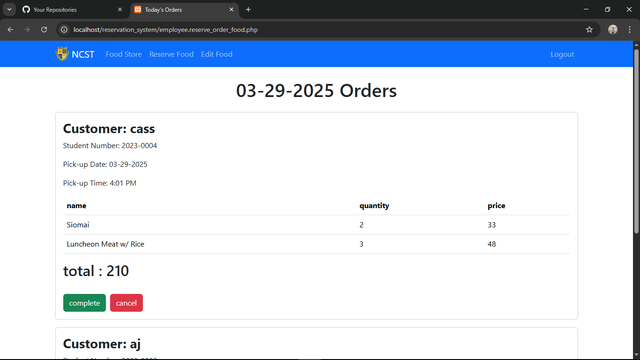 Your Repositories
Today's Orders
localhost/reservation_system/employee.reserve_order_food.php
NCST
Food Store
Reserve Food
Edit Food
Logout
03-29-2025 Orders
Customer: cass
Student Number: 2023-0004
Pick-up Date: 03-29-2025
Pick-up Time: 4:01 PM
name quantity price
Siomai 2 33
Luncheon Meat w/ Rice 3 48
total : 210
complete cancel
Customer: aj